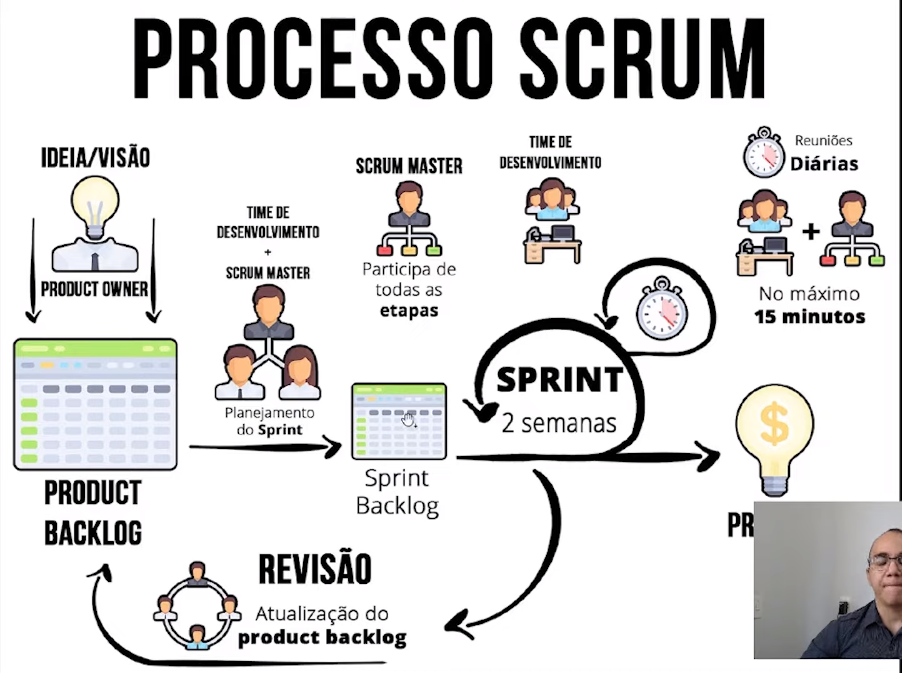 PROCESSO SCRUM
IDEIA/VISÃO
PRODUCT OWNER
PRODUCT
BACKLOG
TIME DE
DESENVOLVIMENTO
+
SCRUM MASTER
Planejamento
do Sprint
SCRUM MASTER
Participa de
todas as
etapas
Sprint
Backlog
TIME DE
DESENVOLVIMENTO
SPRINT
2 semanas
Reuniões
Diárias
+
No máximo
15 minutos
$
REVISÃO
Atualização do
product backlog